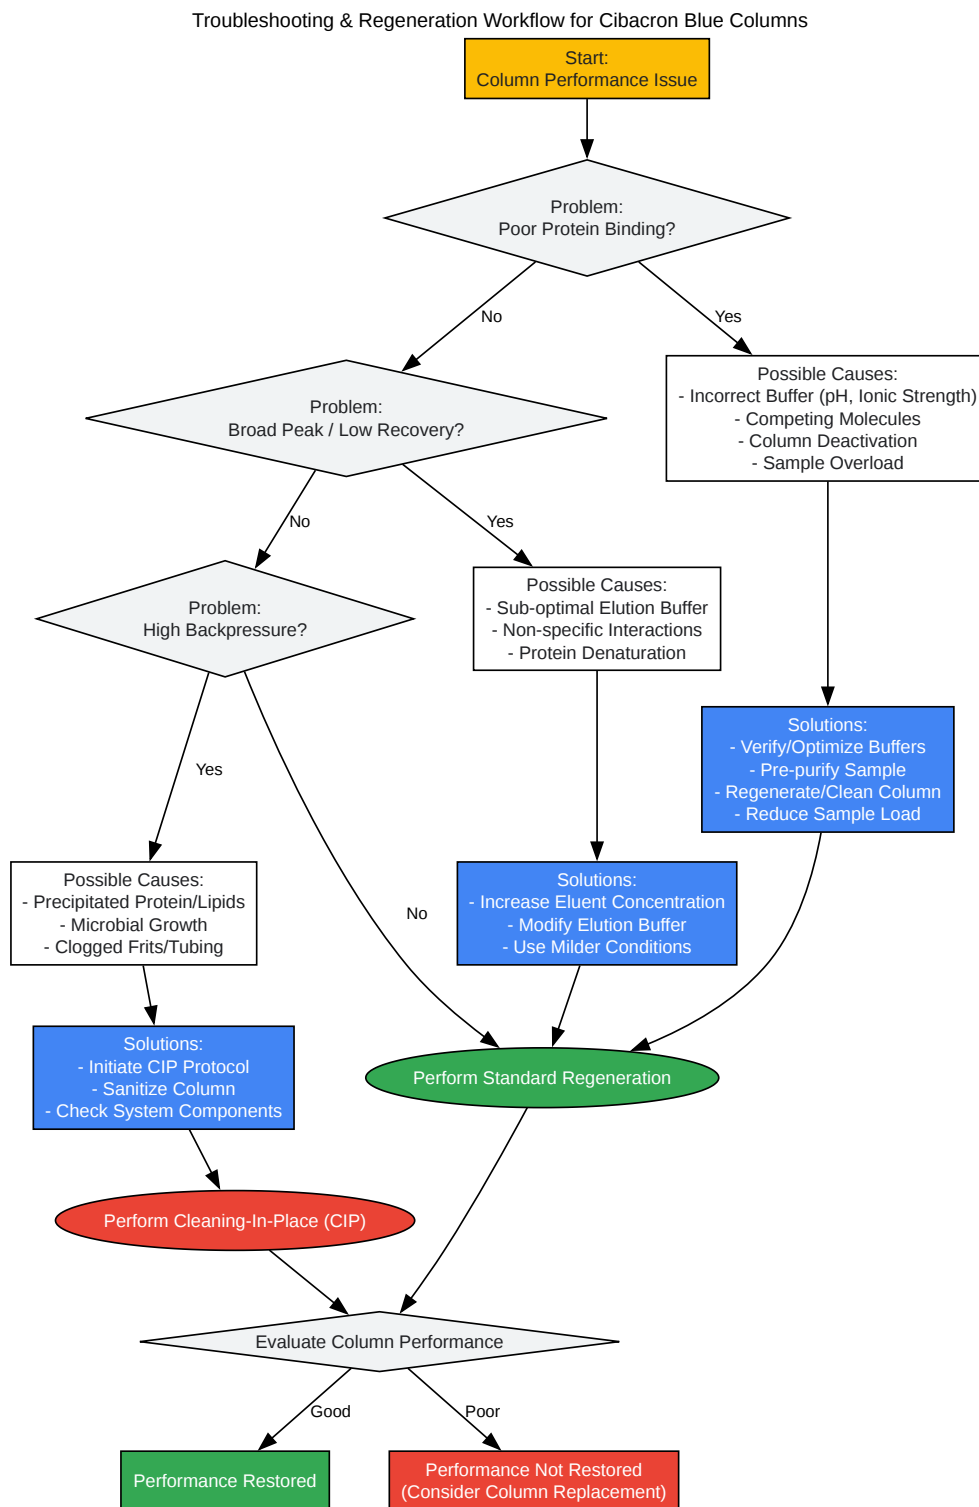 Troubleshooting & Regeneration Workflow for Cibacron Blue Columns
Start:
Column Performance Issue
Problem:
Poor Protein Binding?
No
Yes
Problem:
Broad Peak / Low Recovery?
Possible Causes:
- Incorrect Buffer (pH, Ionic Strength)
- Competing Molecules
- Column Deactivation
- Sample Overload
No
Yes
Problem:
High Backpressure?
Possible Causes:
- Sub-optimal Elution Buffer
- Non-specific Interactions
- Protein Denaturation
Solutions:
- Verify/Optimize Buffers
- Pre-purify Sample
- Regenerate/Clean Column
- Reduce Sample Load
Yes
No
Possible Causes:
- Precipitated Protein/Lipids
- Microbial Growth
- Clogged Frits/Tubing
Solutions:
- Increase Eluent Concentration
- Modify Elution Buffer
- Use Milder Conditions
Solutions:
- Initiate CIP Protocol
- Sanitize Column
- Check System Components
Perform Standard Regeneration
Perform Cleaning-In-Place (CIP)
Evaluate Column Performance
Good
Poor
Performance Restored
Performance Not Restored
(Consider Column Replacement)